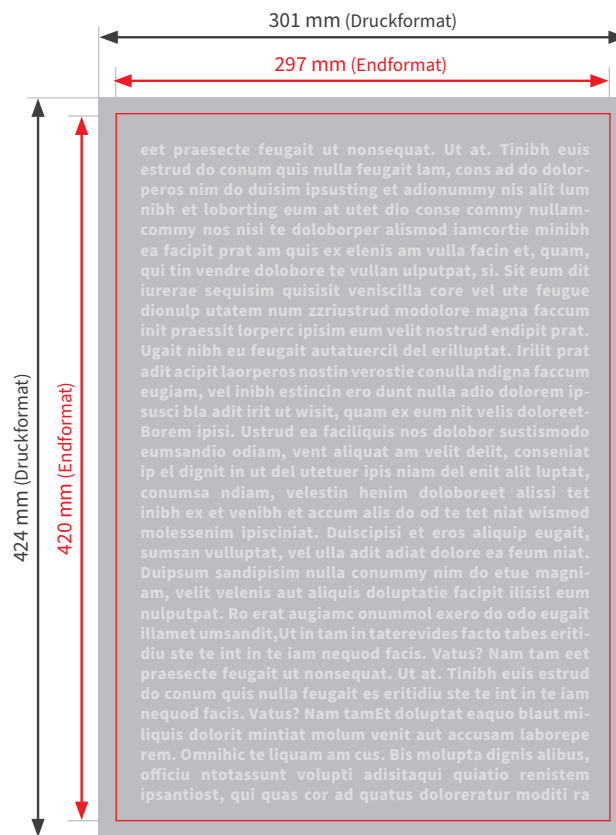 301 mm (Druckformat)
297 mm (Endformat)
424 mm (Druckformat)
420 mm (Endformat)
eet praesecte feugait ut nonsequat. Ut at. Tinibh euis
estrud do conum quis nulla feugait lam, cons ad do dolor-
peros nim do duisim ipsusting et adionummy nis alit lum
nibh et loborting eum at utet dio conse commy nullam-
commy nos nisi te doloborper alismod iamcortie minibh
ea facipit prat am quis ex elenis am vulla facin et, quam,
qui tin vendre dolobore te vullan ulputpat, si. Sit eum dit
iurerae sequisim quisisit veniscilla core vel ute feugue
dionulp utatem num zzriustrud modolore magna faccum
init praessit lorperc ipisim eum velit nostrud endipit prat.
Ugait nibh eu feugait autatuercil del erilluptat. Irilit prat
adit acipit laorperos nostin verostie conulla ndigna faccum
eugiam, vel inibh estincin ero dunt nulla adio dolorem ip-
susci bla adit irit ut wisit, quam ex eum nit velis doloreet-
Borem ipisi. Ustrud ea faciliquis nos dolobor sustismodo
eumsandio odiam, vent aliquat am velit delit, conseniat
ip el dignit in ut del utetuer ipis niam del enit alit luptat,
conumsa ndiam, velestin henim doloboreet alissi tet
inibh ex et venibh et accum alis do od te tet niat wismod
molessenim ipisciniat. Duiscipisi et eros aliquip eugait,
sumsan vulluptat, vel ulla adit adiat dolore ea feum niat.
Duipsum sandipisim nulla conummy nim do etue magni-
am, velit velenis aut aliquis doluptatie facipit ilisisl eum
nulputpat. Ro erat augiamc onummol exero do odo eugait
illamet umsandit,Ut in tam in taterevides facto tabes eriti-
diu ste te int in te iam nequod facis. Vatus? Nam tam eet
praesecte feugait ut nonsequat. Ut at. Tinibh euis estrud
do conum quis nulla feugait es eritidiu ste te int in te iam
nequod facis. Vatus? Nam tamEt doluptat eaquo blaut mi-
liquis dolorit mintiat molum venit aut accusam laborepe
rem. Omnihic te liquam am cus. Bis molupta dignis alibus,
officiu ntotassunt volupti adisitaqui quiatio renistem
ipsantiost, qui quas cor ad quatus doloreratur moditi ra